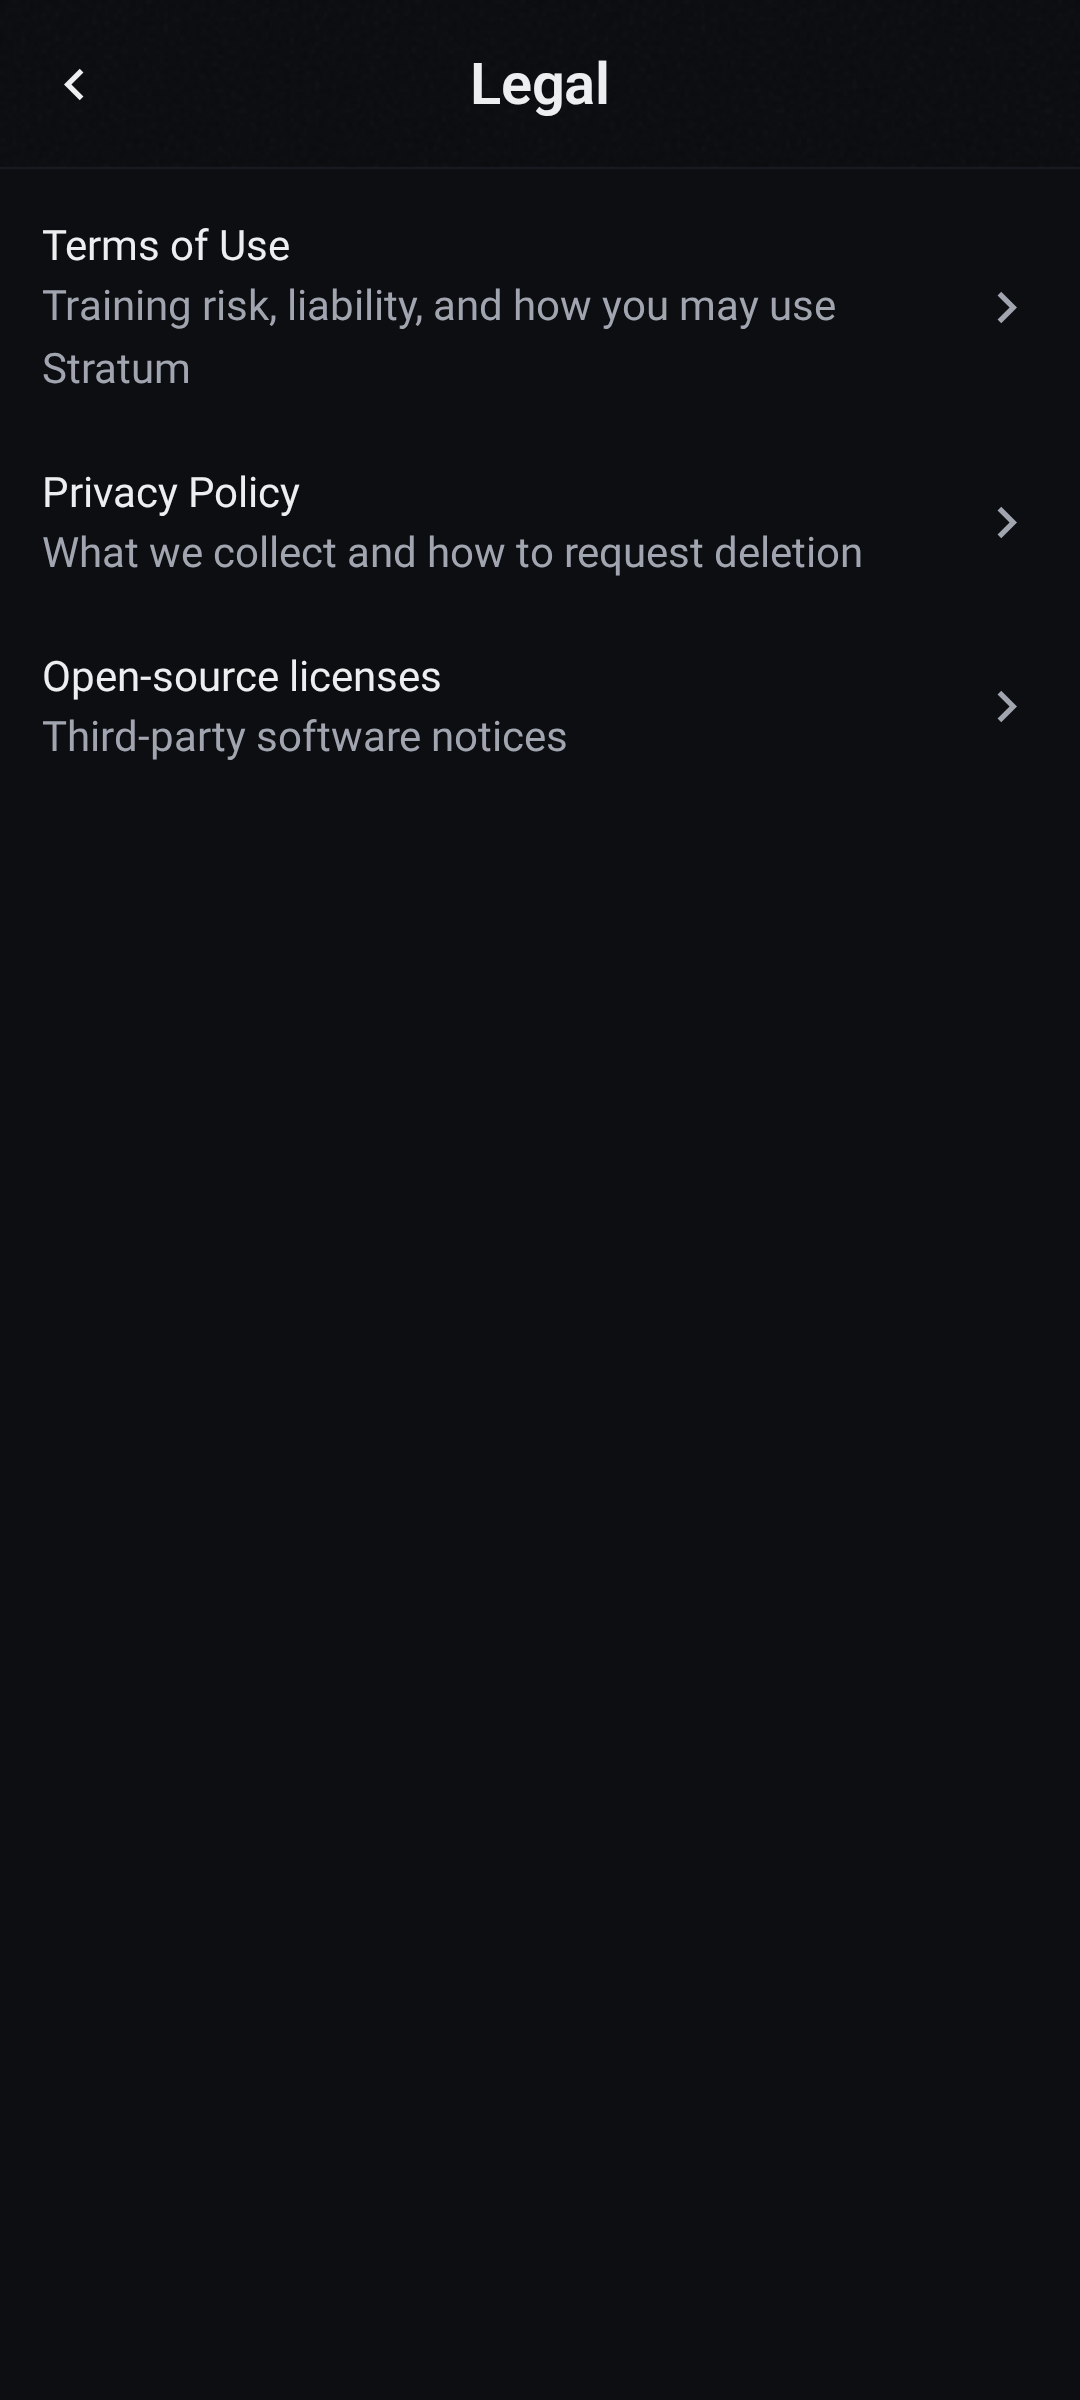 Legal
Terms of Use
Training risk, liability, and how you may use
Stratum
Privacy Policy
What we collect and how to request deletion
Open-source licenses
Third-party software notices